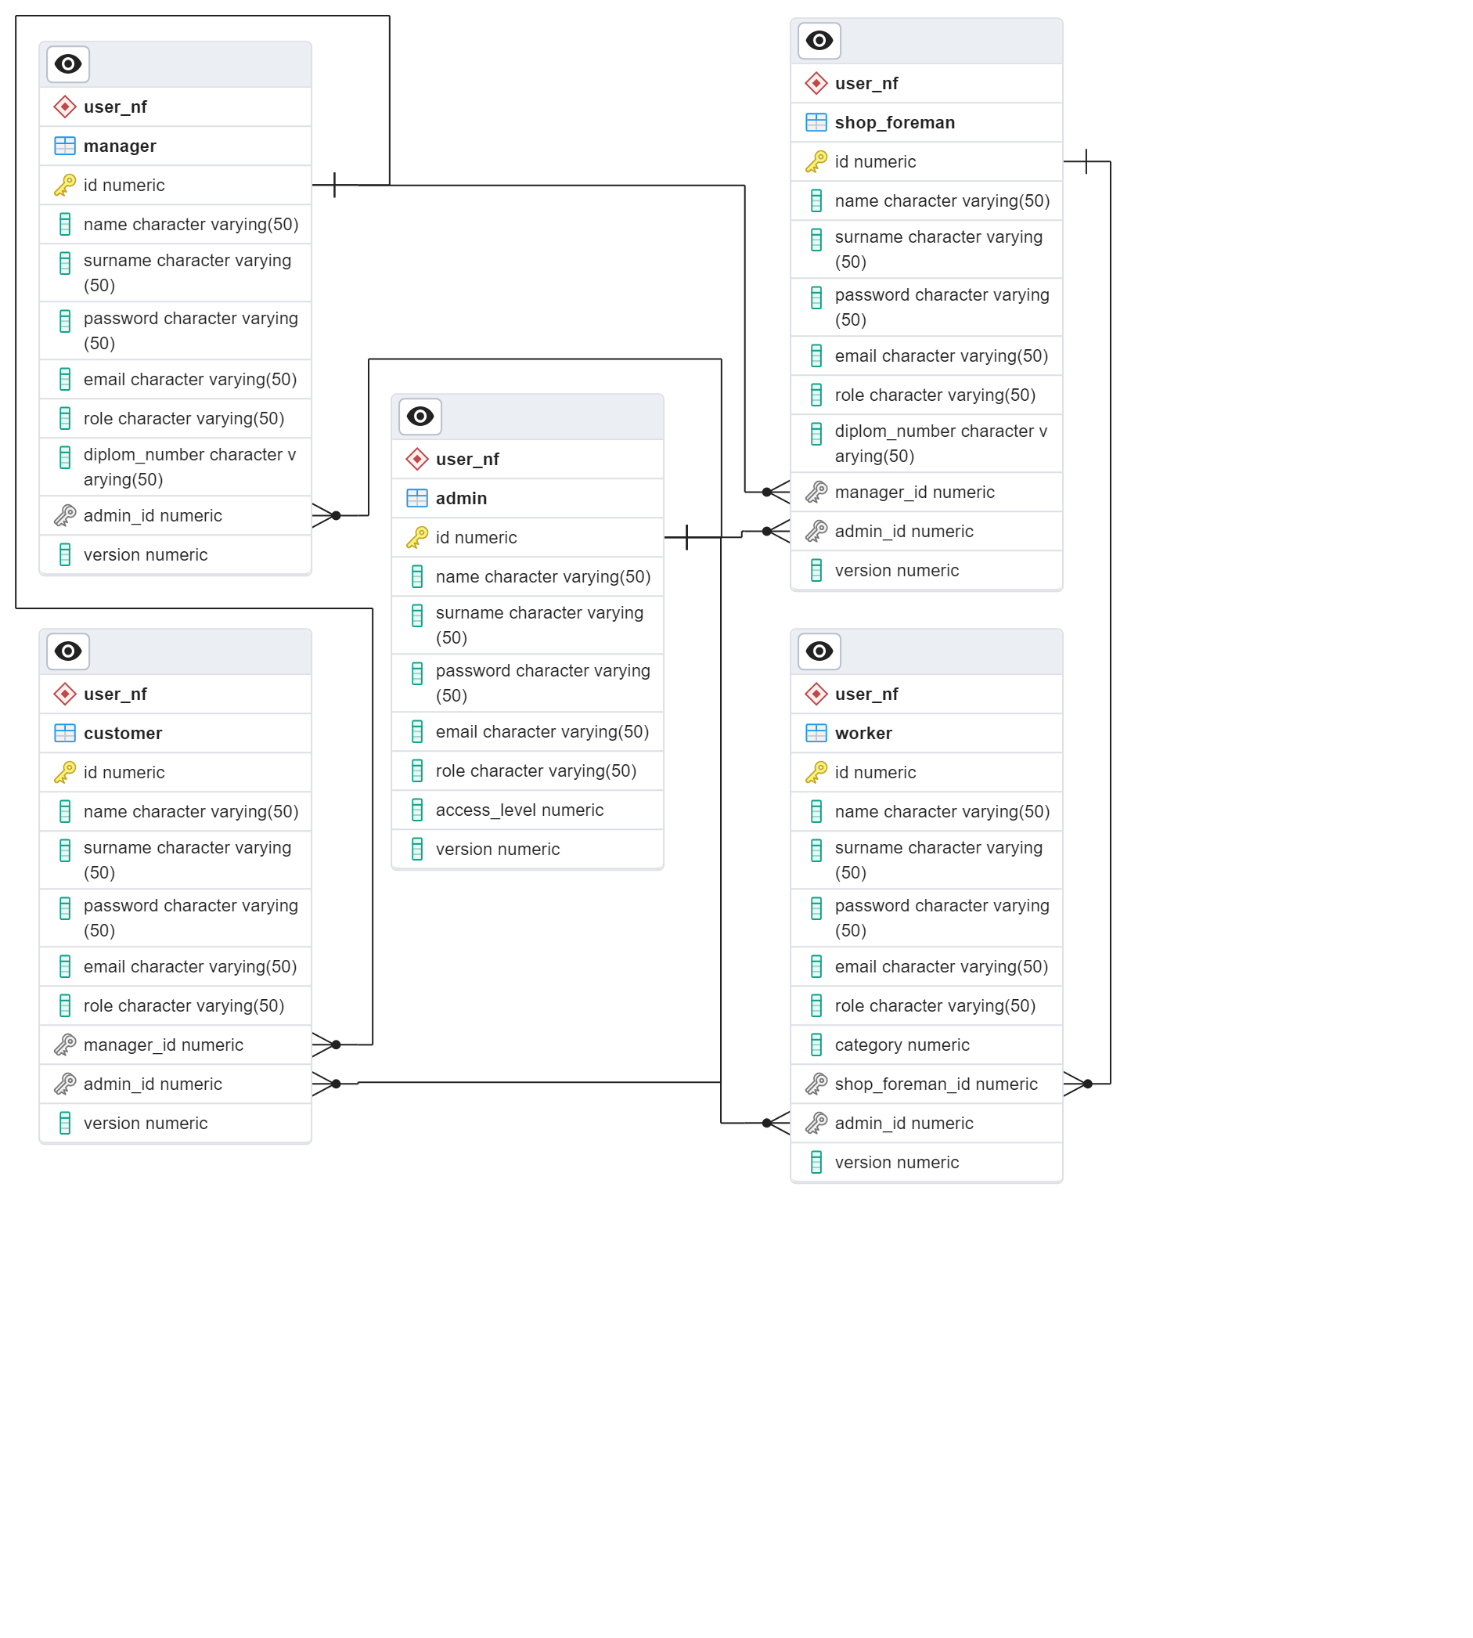 user_nf
manager
id numeric
name character varying(50)
surname character varying
(50)
password character varying
(50)
email character varying(50)
role character varying(50)
diplom_number character v
arying(50)
admin_id numeric
version numeric
user_nf
customer
id numeric
name character varying(50)
surname character varying
(50)
password character varying
(50)
email character varying(50)
role character varying(50)
manager_id numeric
admin_id numeric
version numeric
user_nf
admin
id numeric
name character varying(50)
surname character varying
(50)
password character varying
(50)
email character varying(50)
role character varying(50)
access_level numeric
version numeric
user_nf
shop_foreman
id numeric
name character varying(50)
surname character varying
(50)
password character varying
(50)
email character varying(50)
role character varying(50)
diplom_number character v
arying(50)
manager_id numeric
admin_id numeric
version numeric
user_nf
worker
id numeric
name character varying(50)
surname character varying
(50)
password character varying
(50)
email character varying(50)
role character varying(50)
category numeric
shop_foreman_id numeric
admin_id numeric
version numeric